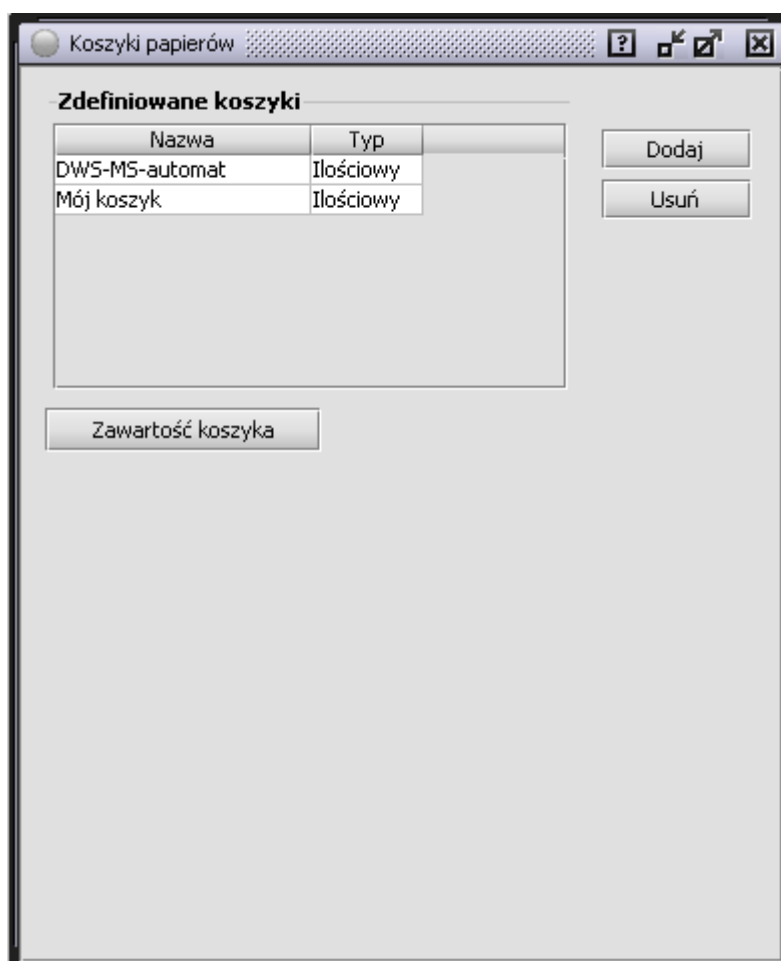 Koszyki papierów
Zdefiniowane koszyki
Nazwa Typ
DWS-MS-automat Ilościowy
Mój koszyk Ilościowy
Dodaj
Usuń
Zawartość koszyka